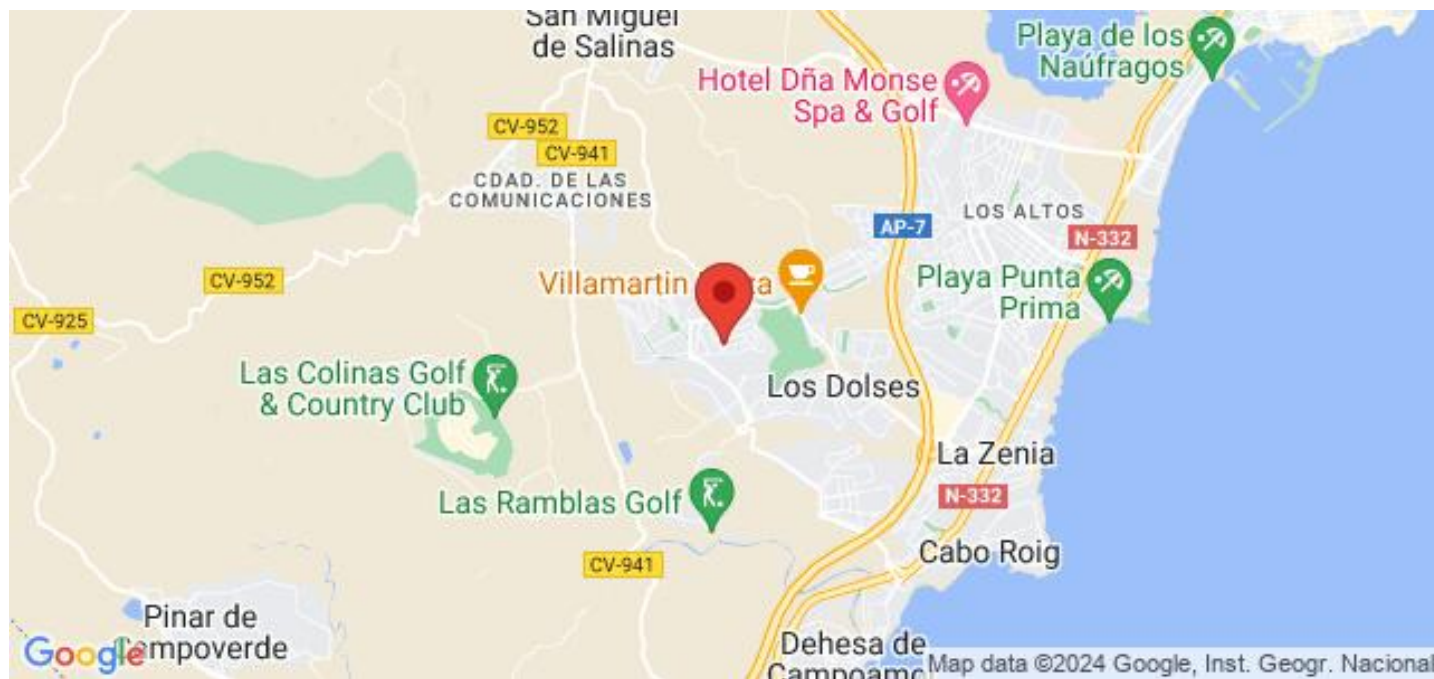 San Miguel
de Salinas
Playa de los
Naúfragos
Hotel Dña Monse
Spa & Golf
CV-952
CV-941
CDAD. DE LAS
COMUNICACIONES
LOS ALTOS
AP-7
N-332
CV-952
Villamartin
Playa Punta
Prima
CV-925
Las Colinas Golf
& Country Club
Los Dolses
La Zenia
Las Ramblas Golf
N-332
Cabo Roig
CV-941
Pinar de
Campoverde
Google
Dehesa de
Campoamor
Map data ©2024 Google, Inst. Geogr. Nacional